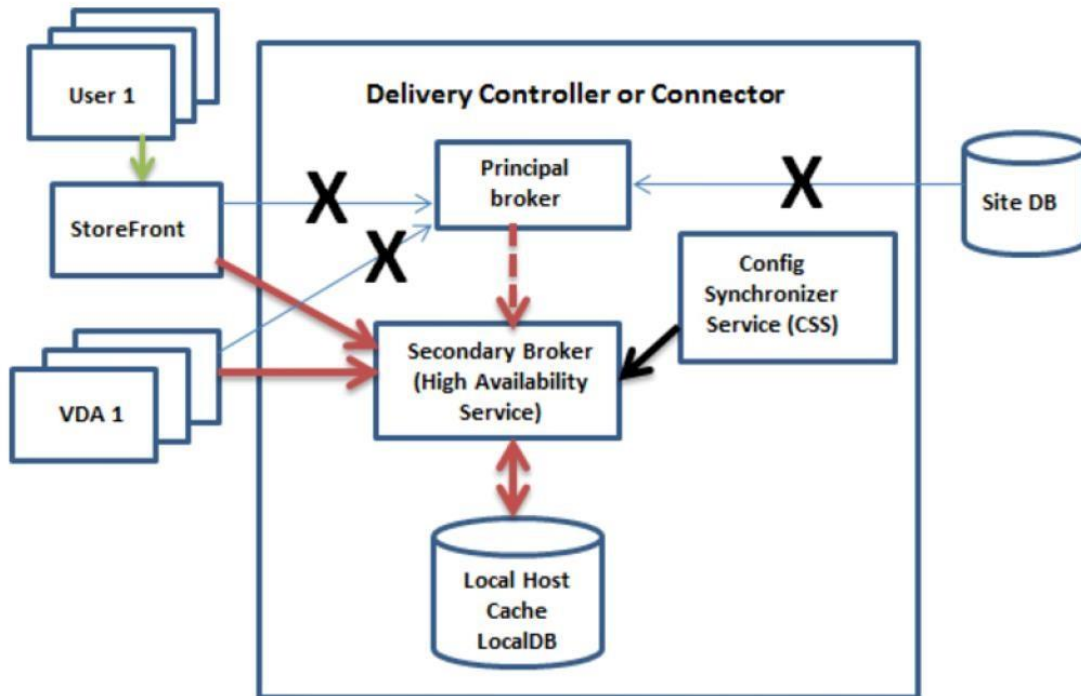 User 1
Delivery Controller or Connector
Principal
broker
X
X
X
StoreFront
Site DB
Config
Synchronizer
Service (CSS)
Secondary Broker
(High Availability
Service)
VDA 1
Local Host
Cache
LocalDB